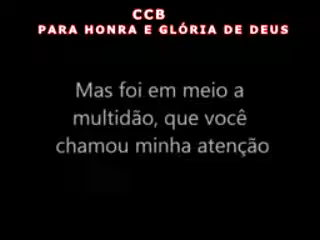 CCB
PARA HONRA E GLÓRIA DE DEUS
Mas foi em meio a
multidão, que você
chamou minha atenção